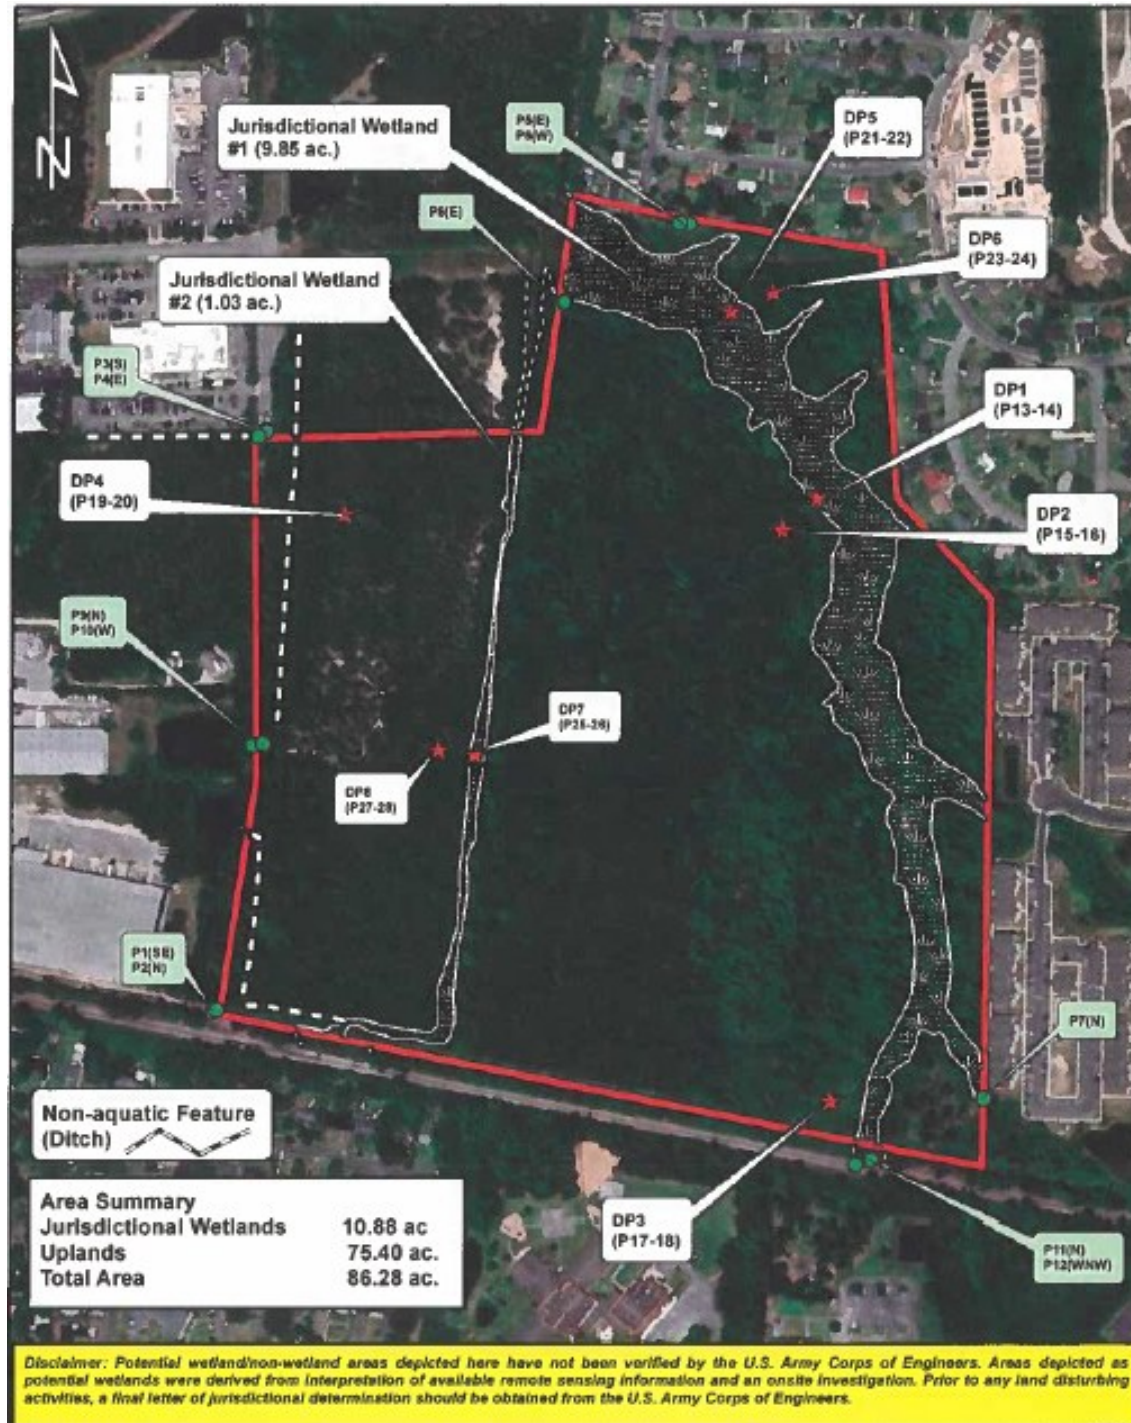 N
Jurisdictional Wetland
#1 (9.85 ac.)
P5(E)
P6(W)
DP5
(P21-22)
P8(E)
DP6
(P23-24)
Jurisdictional Wetland
#2 (1.03 ac.)
P3(S)
P4(E)
DP1
(P13-14)
DP4
(P19-20)
DP2
(P15-16)
P9(N)
P10(W)
DP7
(P25-26)
DP8
(P27-28)
P1(SE)
P2(N)
P7(N)
Non-aquatic Feature
(Ditch)
Area Summary
Jurisdictional Wetlands 10.88 ac
Uplands 75.40 ac.
Total Area 86.28 ac.
DP3
(P17-18)
P11(N)
P12(WNW)
Disclaimer: Potential wetland/non-wetland areas depicted here have not been verified by the U.S. Army Corps of Engineers. Areas depicted as
potential wetlands were derived from interpretation of available remote sensing information and an onsite investigation. Prior to any land disturbing
activities, a final letter of jurisdictional determination should be obtained from the U.S. Army Corps of Engineers.